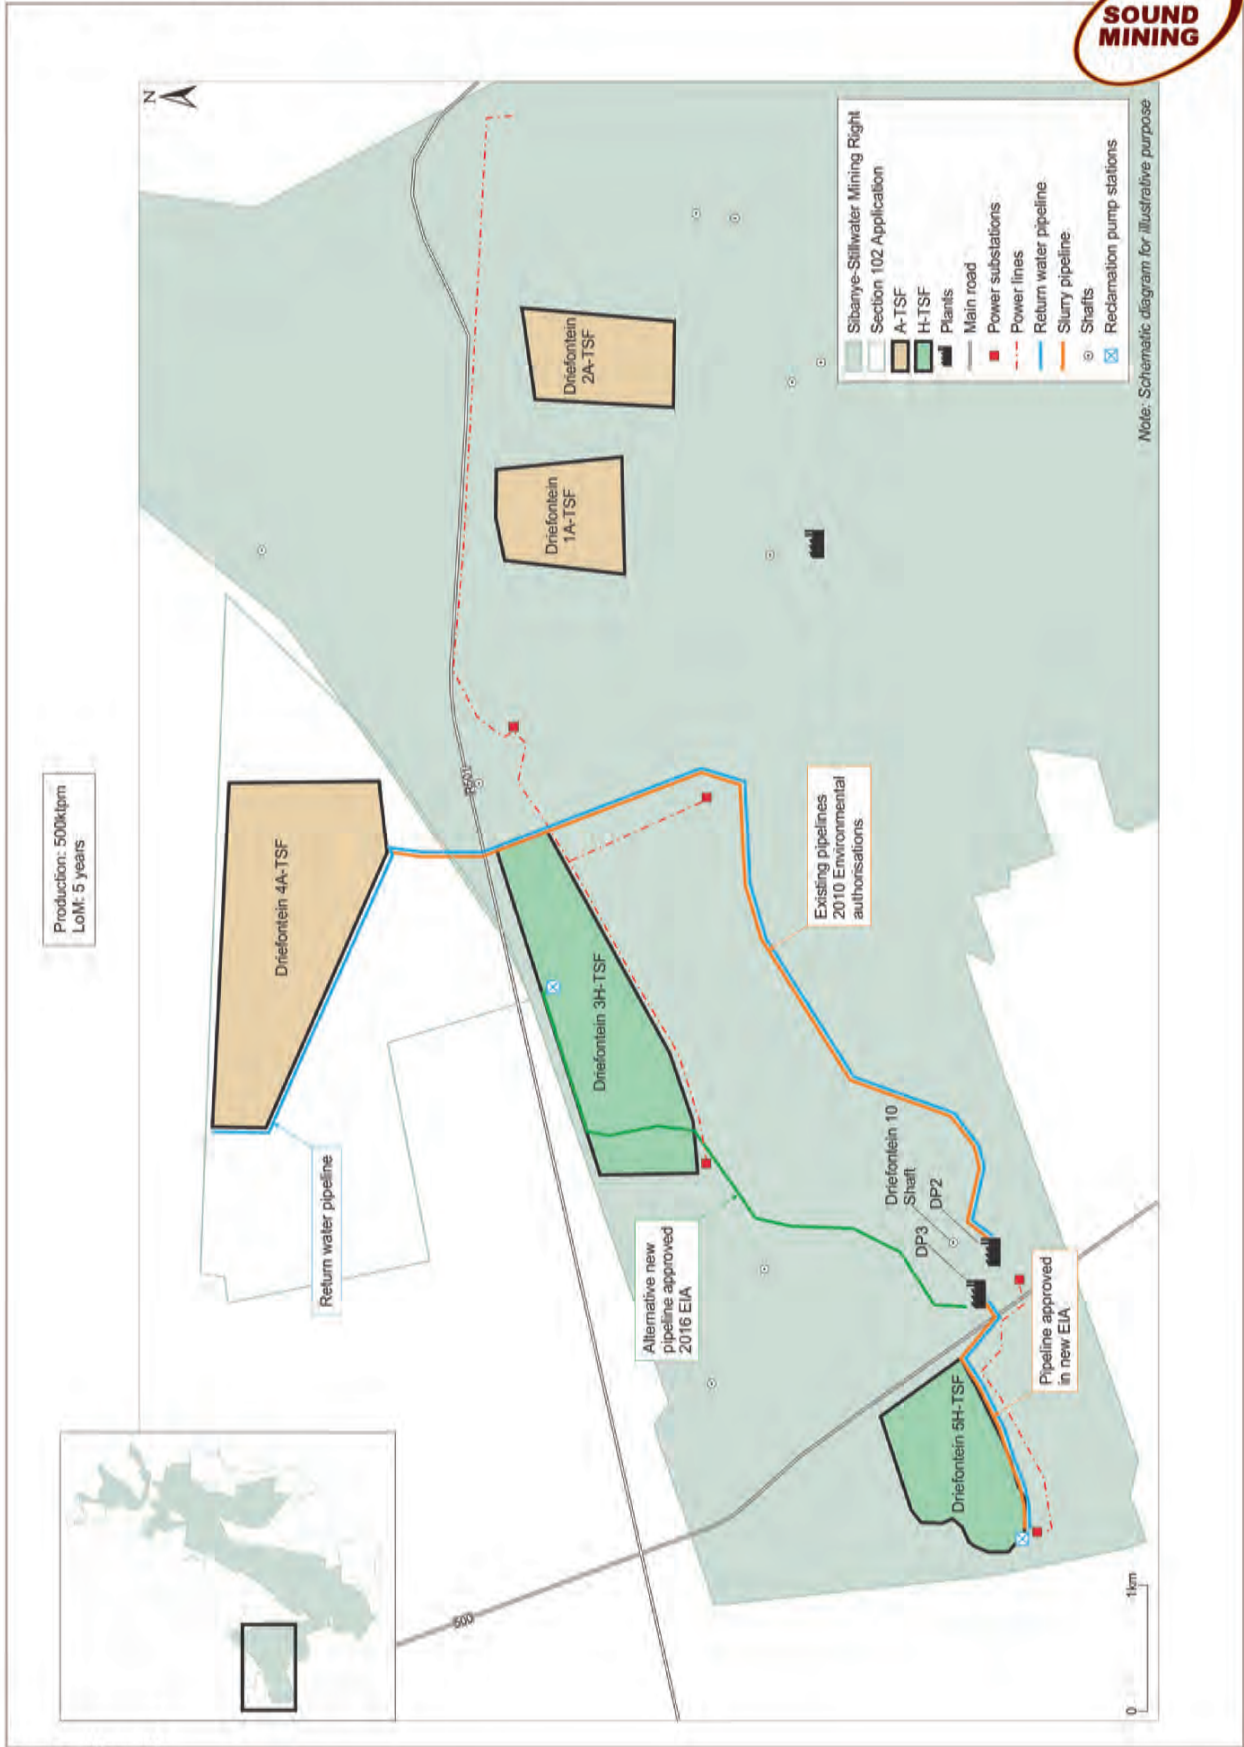 SOUND
MINING
Production: 500ktpm
LoM: 5 years
N
Driefontein 4A-TSF
Return water pipeline
R501
500
Driefontein
1A-TSF
Driefontein
2A-TSF
Driefontein 3H-TSF
Alternative new
pipeline approved
2016 EIA
Existing pipelines
2010 Environmental
authorisations
Driefontein 10
Shaft
DP3
DP2
Driefontein 5H-TSF
Pipeline approved
in new EIA
Sibanye-Stillwater Mining Right
Section 102 Application
A-TSF
H-TSF
Plants
Main road
Power substations
Power lines
Return water pipeline
Slurry pipeline
Shafts
Reclamation pump stations
0
1km
Note: Schematic diagram for illustrative purpose